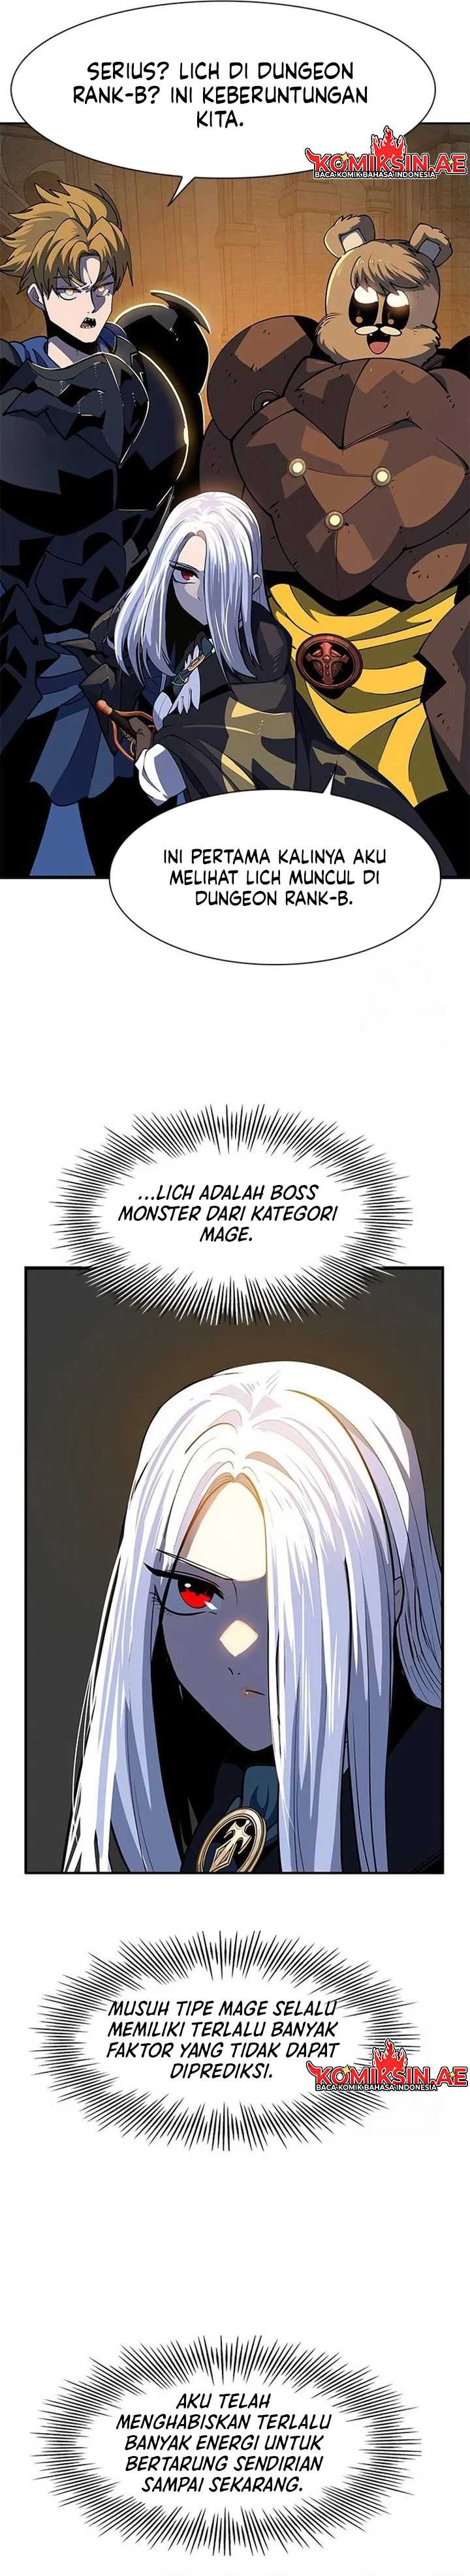 SERIUS? LICH DI DUNGEON
RANK-B? INI KEBERUNTUNGAN
KITA.
KOMIKSIN.AE
BACA KOMIK BAHASA INDONESIA
INI PERTAMA KALINYA AKU
MELIHAT LICH MUNCUL DI
DUNGEON RANK-B.
...LICH ADALAH BOSS
MONSTER DARI KATEGORI
MAGE.
MUSUH TIPE MAGE SELALU
MEMILIKI TERLALU BANYAK
FAKTOR YANG TIDAK DAPAT
DIPREDIKSI.
KOMIKSIN.AE
BACA KOMIK BAHASA INDONESIA
AKU TELAH
MENGHABISKAN TERLALU
BANYAK ENERGI UNTUK
BERTARUNG SENDIRIAN
SAMPAI SEKARANG.